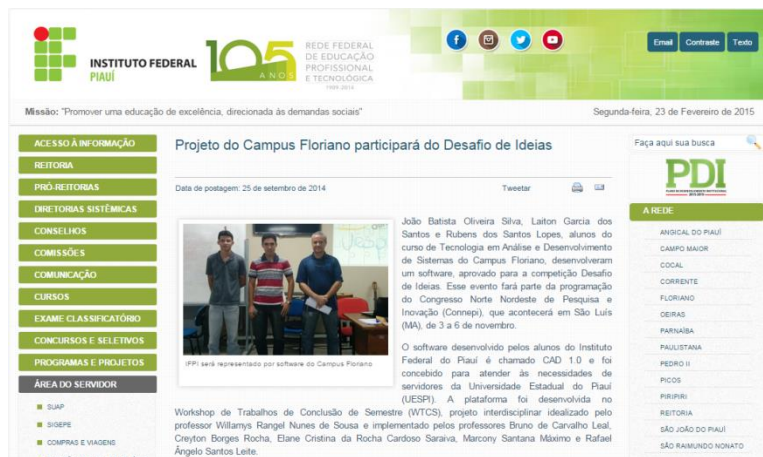 INSTITUTO FEDERAL
PIAUÍ
105
ANOS
REDE FEDERAL
DE EDUCAÇÃO
PROFISSIONAL
E TECNOLÓGICA
1909-2014
Email
Contraste
Texto
Missão: "Promover uma educação de excelência, direcionada às demandas sociais"
Segunda-feira, 23 de Fevereiro de 2015
ACESSO À INFORMAÇÃO
REITORIA
PRÓ-REITORIAS
DIRETORIAS SISTÊMICAS
CONSELHOS
COMISSÕES
COMUNICAÇÃO
CURSOS
EXAME CLASSIFICATÓRIO
CONCURSOS E SELETIVOS
PROGRAMAS E PROJETOS
ÁREA DO SERVIDOR
SUAP
SIGEPE
COMPRAS E VIAGENS
Projeto do Campus Floriano participará do Desafio de Ideias
Data de postagem: 25 de setembro de 2014
Tweetar
IFPI será representado por software do Campus Floriano
João Batista Oliveira Silva, Laiton Garcia dos
Santos e Rubens dos Santos Lopes, alunos do
curso de Tecnologia em Análise e Desenvolvimento
de Sistemas do Campus Floriano, desenvolveram
um software, aprovado para a competição Desafio
de Ideias. Esse evento fará parte da programação
do Congresso Norte Nordeste de Pesquisa e
Inovação (Connepi), que acontecerá em São Luís
(MA), de 3 a 6 de novembro.
O software desenvolvido pelos alunos do Instituto
Federal do Piauí é chamado CAD 1.0 e foi
concebido para atender às necesidades de
servidores da Universidade Estadual do Piauí
(UESPI). A plataforma foi desenvolvida no
Workshop de Trabalhos de Conclusão de Semestre (WTCS), projeto interdisciplinar idealizado pelo
professor Willamys Rangel Nunes de Sousa e implementado pelos professores Bruno de Carvalho Leal,
Creyton Borges Rocha, Elane Cristina da Rocha Cardoso Saraiva, Marcony Santana Máximo e Rafael
Ângelo Santos Leite.
Faça aqui sua busca
PDI
A REDE
ANGICAL DO PIAUÍ
CAMPO MAIOR
COCAL
CORRENTE
FLORIANO
OEIRAS
PARNAÍBA
PAULISTANA
PEDRO II
PICOS
PIRIPIRI
REITORIA
SÃO JOÃO DO PIAUÍ
SÃO RAIMUNDO NONATO